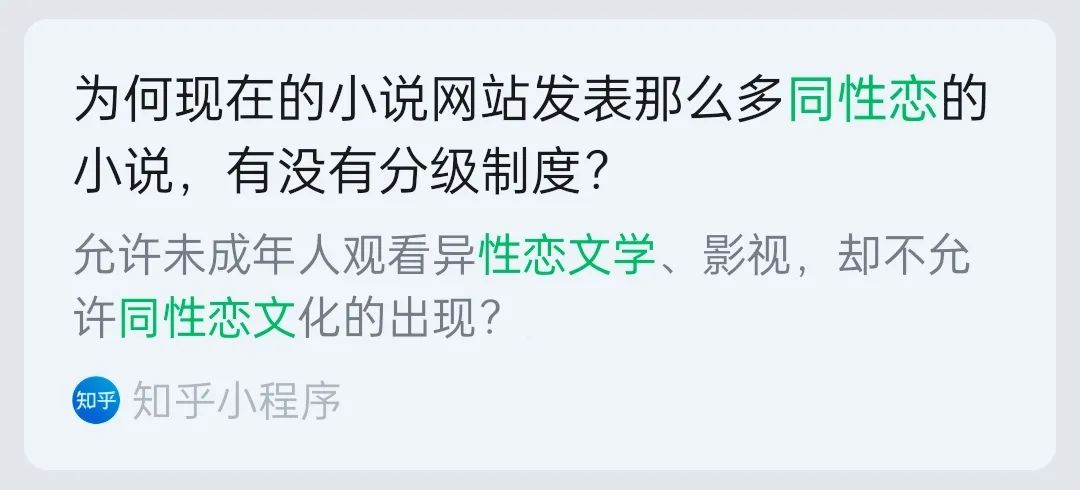 为何现在的小说网站发表那么多同性恋的
小说，有没有分级制度？
允许未成年人观看异性恋文学、影视，却不允
许同性恋文化的出现？
知乎 知乎小程序